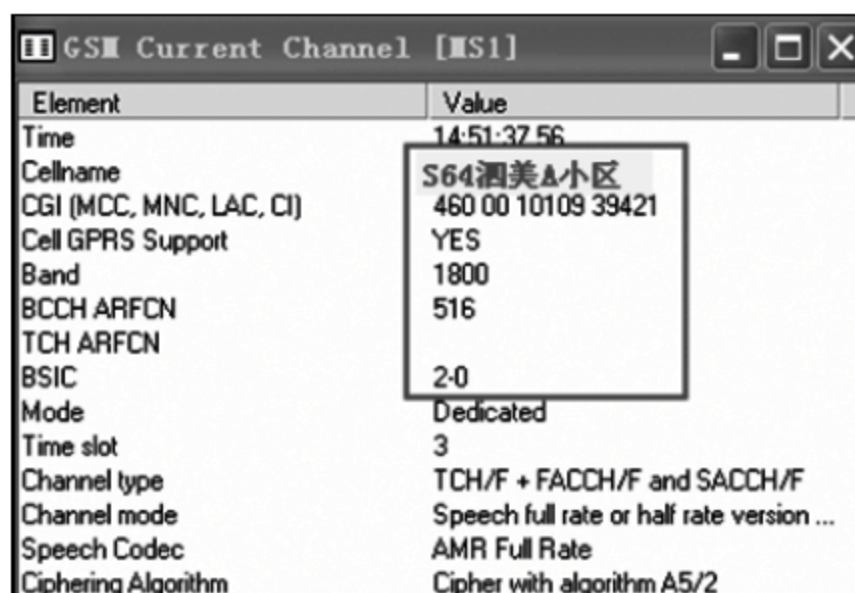 GSM Current Channel [MS1]
Element Value
Time 14:51:37.56
Cellname S64泗美A小区
CGI (MCC, MNC, LAC, CI) 460 00 10109 39421
Cell GPRS Support YES
Band 1800
BCCH ARFCN 516
TCH ARFCN
BSIC 2-0
Mode Dedicated
Time slot 3
Channel type TCH/F + FACCH/F and SACCH/F
Channel mode Speech full rate or half rate version ...
Speech Codec AMR Full Rate
Ciphering Algorithm Cipher with algorithm A5/2